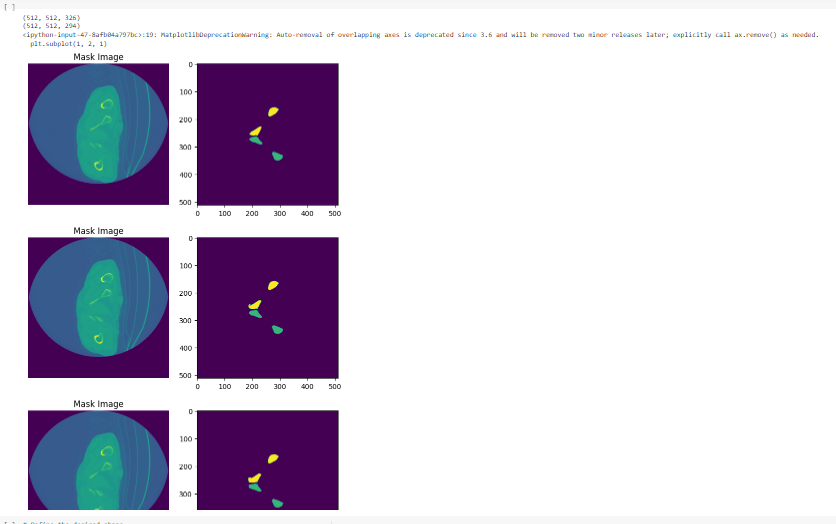 [ ]
(512, 512, 326)
(512, 512, 294)
<ipython-input-47-8afb04a797bc>:19: MatplotlibDeprecationWarning: Auto-removal of overlapping axes is deprecated since 3.6 and will be removed two minor releases later; explicitly call ax.remove() as needed.
plt.subplot(1, 2, 1)
Mask Image
0
100
200
300
400
500
0 100 200 300 400 500
Mask Image
0
100
200
300
400
500
0 100 200 300 400 500
Mask Image
0
100
200
300